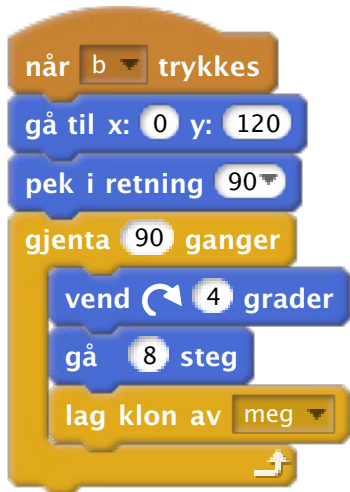 når b trykkes
gå til x: 0 y: 120
pek i retning 90
gjenta 90 ganger
vend 4 grader
gå 8 steg
lag klon av meg